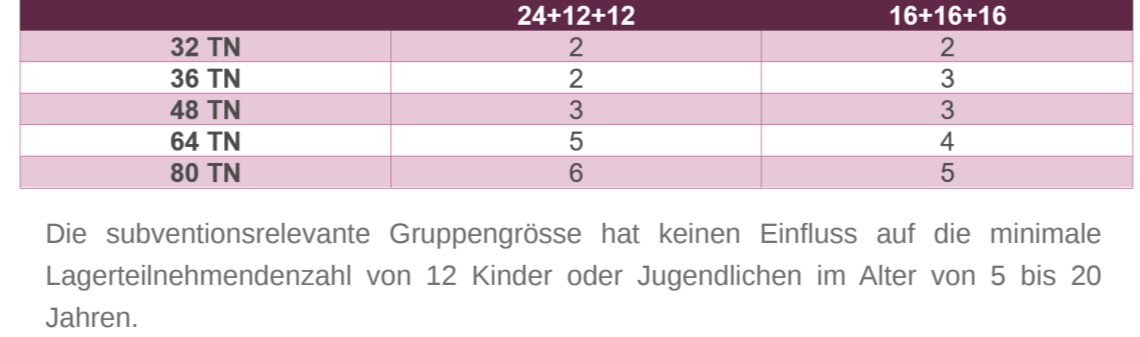 24+12+12 16+16+16
32 TN 2 2
36 TN 2 3
48 TN 3 3
64 TN 5 4
80 TN 6 5
Die subventionsrelevante Gruppengrösse hat keinen Einfluss auf die minimale
Lagerteilnehmendenzahl von 12 Kinder oder Jugendlichen im Alter von 5 bis 20
Jahren.